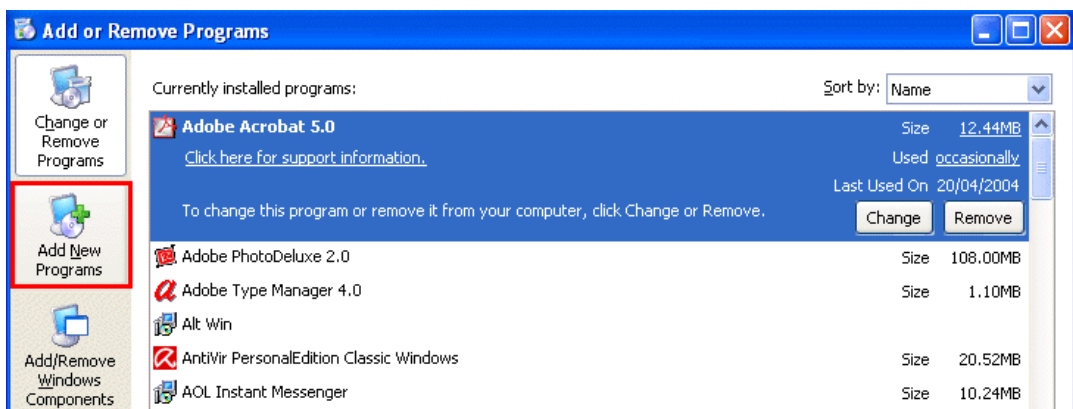 Add or Remove Programs
Change or
Remove
Programs
Add New
Programs
Add/Remove
Windows
Components
Currently installed programs:
Sort by: Name
Adobe Acrobat 5.0 Size 12.44MB
Click here for support information. Used occasionally
Last Used On 20/04/2004
To change this program or remove it from your computer, click Change or Remove. Change Remove
Adobe PhotoDeluxe 2.0 Size 108.00MB
Adobe Type Manager 4.0 Size 1.10MB
Alt Win
AntiVir PersonalEdition Classic Windows Size 20.52MB
AOL Instant Messenger Size 10.24MB